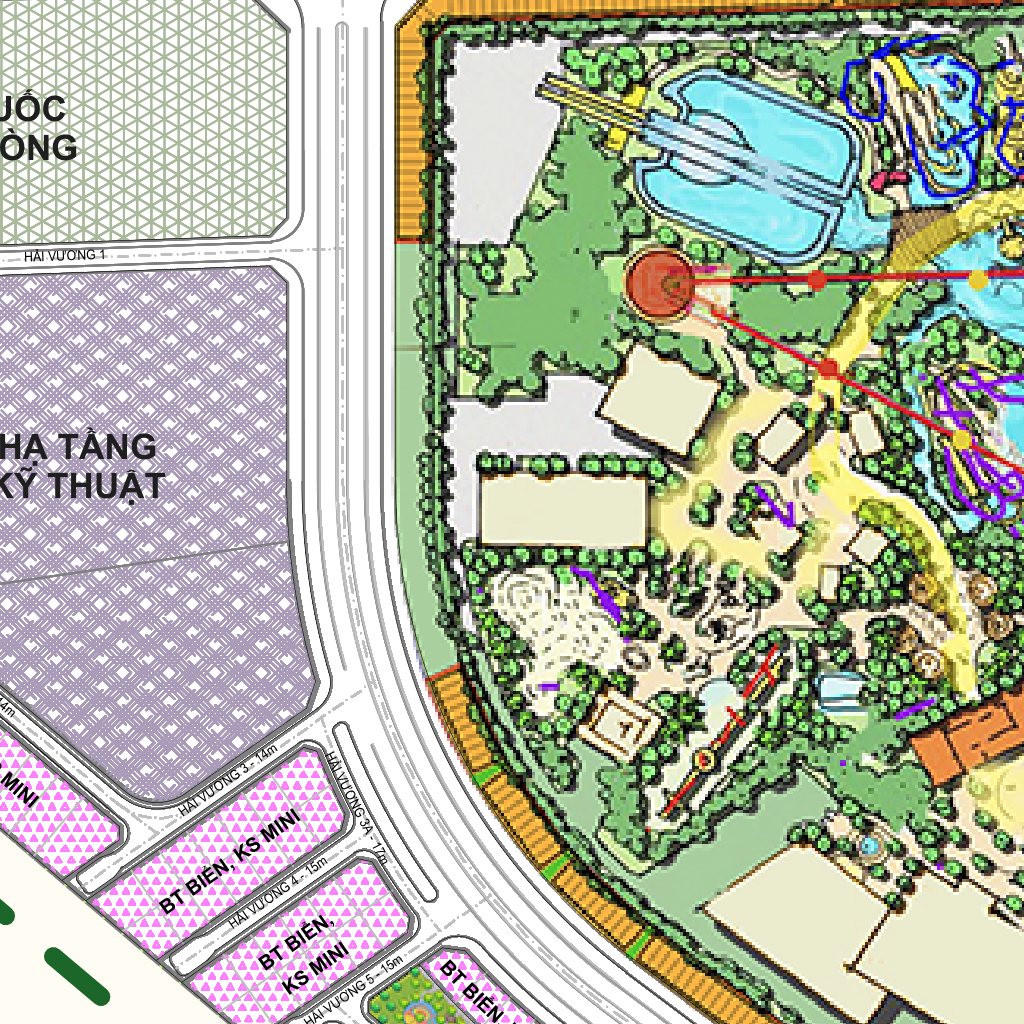 UỐC
ÒNG
HẢI VƯƠNG 1
HẠ TẦNG
KỸ THUẬT
14m
MINI
HẢI VƯƠNG 3 - 14m
HẢI VƯƠNG 3A - 17m
BT BIỂN, KS MINI
HẢI VƯƠNG 4 - 15m
BT BIỂN,
KS MINI
HẢI VƯƠNG 5 - 15m
BT BIỂN